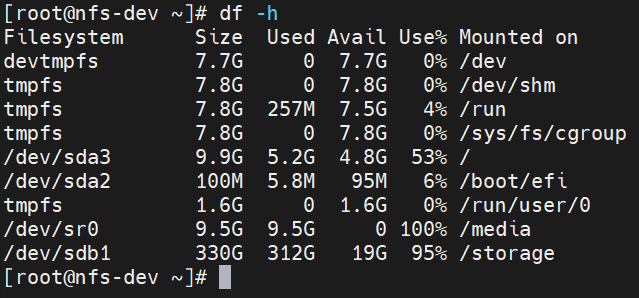 [root@nfs-dev ~]# df -h
Filesystem      Size  Used Avail Use% Mounted on
devtmpfs        7.7G     0  7.7G   0% /dev
tmpfs           7.8G     0  7.8G   0% /dev/shm
tmpfs           7.8G  257M  7.5G   4% /run
tmpfs           7.8G     0  7.8G   0% /sys/fs/cgroup
/dev/sda3       9.9G  5.2G  4.8G  53% /
/dev/sda2       100M  5.8M   95M   6% /boot/efi
tmpfs           1.6G     0  1.6G   0% /run/user/0
/dev/sr0        9.5G  9.5G     0 100% /media
/dev/sdb1       330G  312G   19G  95% /storage
[root@nfs-dev ~]#